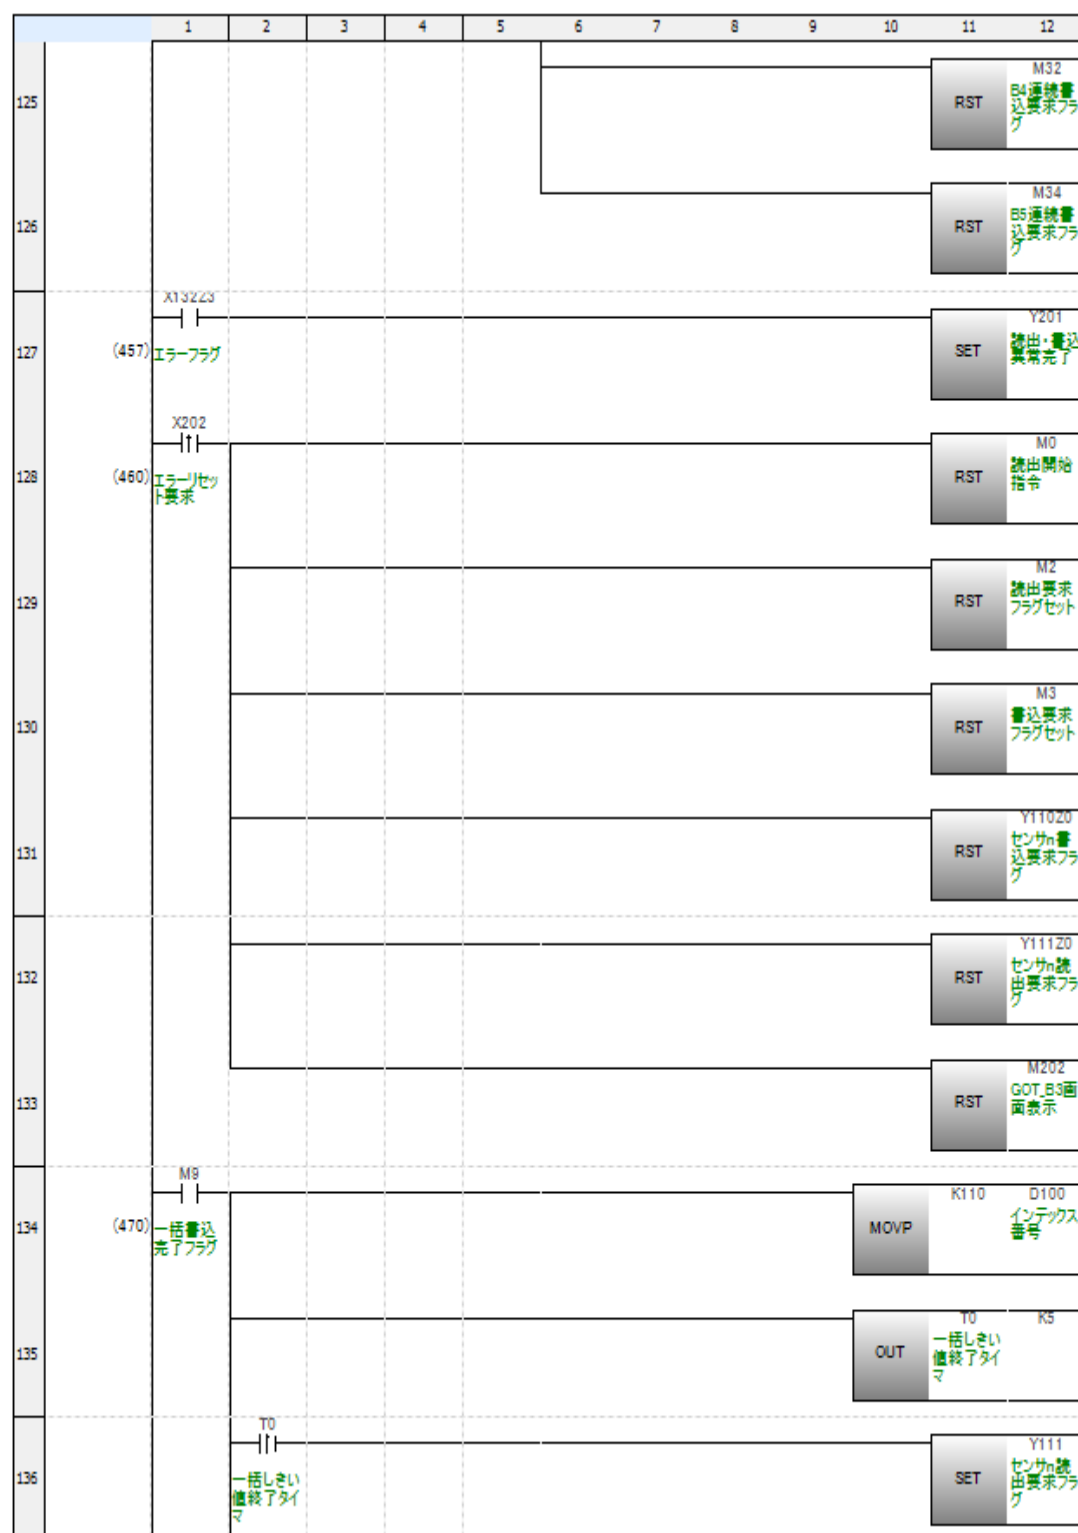 1 2 3 4 5 6 7 8 9 10 11 12
125
RST
M32
B4連続書
込要求フラ
グ
126
RST
M34
B5連続書
込要求フラ
グ
127
(457)
X132Z3
エラーフラグ
SET
Y201
読出・書込
異常完了
128
(460)
X202
エラーリセッ
ト要求
RST
M0
読出開始
指令
129
RST
M2
読出要求
フラグセット
130
RST
M3
書込要求
フラグセット
131
RST
Y110Z0
センサn書
込要求フラ
グ
132
RST
Y111Z0
センサn読
出要求フラ
グ
133
RST
M202
GOT_B3画
面表示
134
(470)
M9
一括書込
完了フラグ
MOVP
K110
D100
インデックス
番号
135
OUT
T0
一括しきい
値終了タイ
マ
K5
136
T0
一括しきい
値終了タイ
マ
SET
Y111
センサn読
出要求フラ
グ